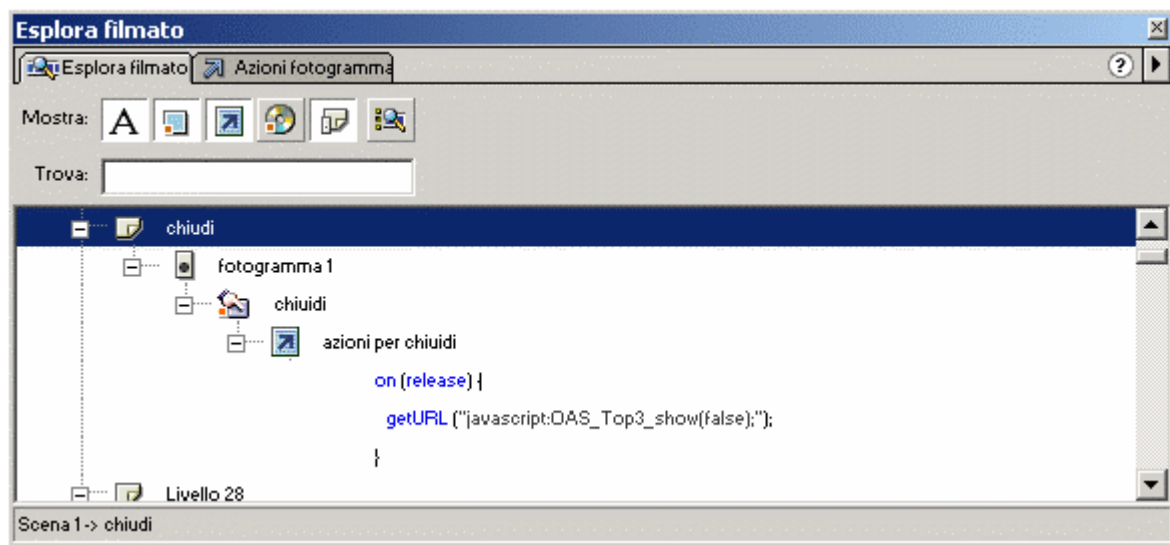 Esplora filmato
Esplora filmato Azioni fotogramma
Mostra: A
Trova:
chiudi
fotogramma 1
chiuidi
azioni per chiuidi
on (release) {
getURL ("javascript:OAS_Top3_show(false);");
}
Livello 28
Scena 1-> chiudi